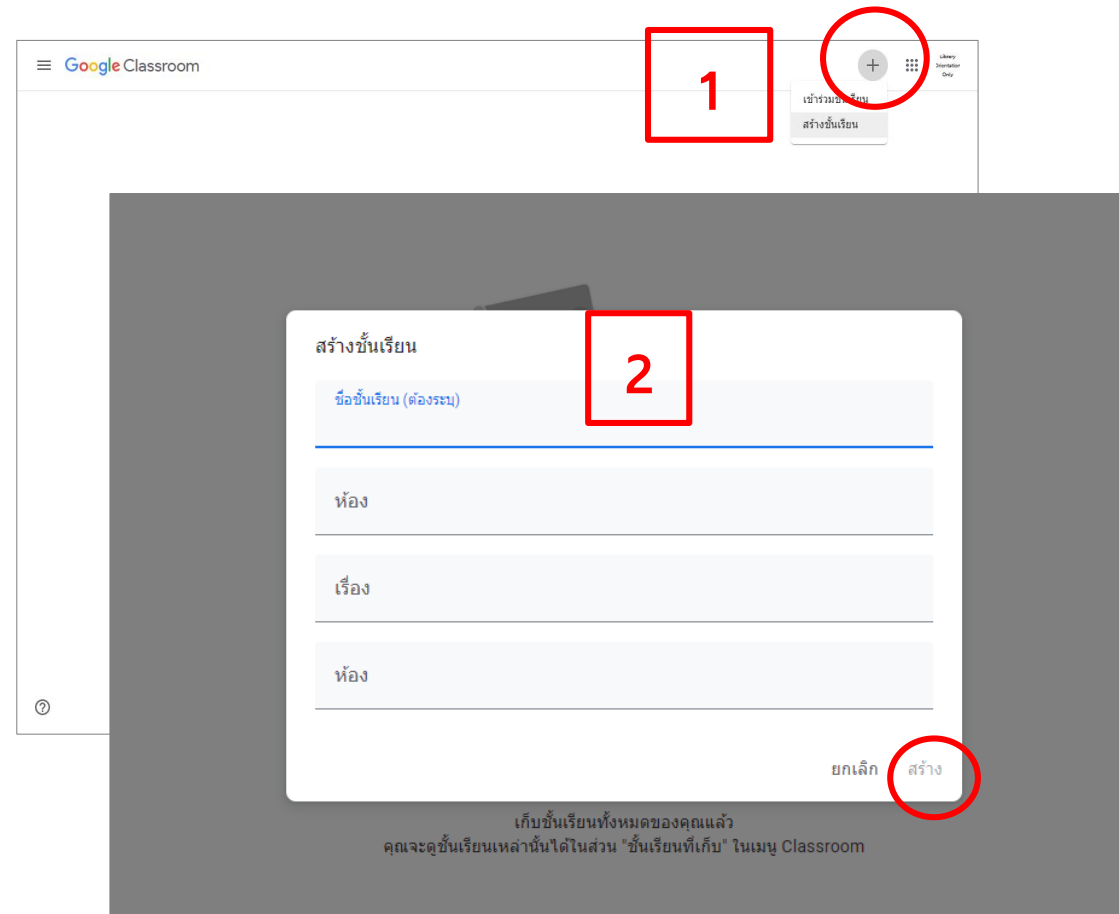 Google Classroom
1
Library
Orientation
Only
เข้าร่วมชั้นเรียน
สร้างชั้นเรียน
สร้างชั้นเรียน
2
ชื่อชั้นเรียน (ต้องระบุ)
ห้อง
เรื่อง
ห้อง
ยกเลิก สร้าง
เก็บชั้นเรียนทั้งหมดของคุณแล้ว
คุณจะดูชั้นเรียนเหล่านั้นได้ในส่วน "ชั้นเรียนที่เก็บ" ในเมนู Classroom